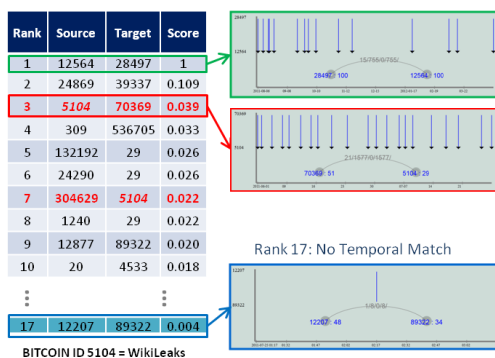 Rank Source Target Score
1 12564 28497 1
2 24869 39337 0.109
3 5104 70369 0.039
4 309 536705 0.033
5 132192 29 0.026
6 24290 29 0.026
7 304629 5104 0.022
8 1240 29 0.022
9 12877 89322 0.020
10 20 4533 0.018
17 12207 89322 0.004
BITCOIN ID 5104 = WikiLeaks
28497
12564
28497 : 100
12564 : 100
70369
5104
21/1577/0/1577/
70369 : 51
5104 : 29
Rank 17: No Temporal Match
12207
89322
12207 : 48
89322 : 34